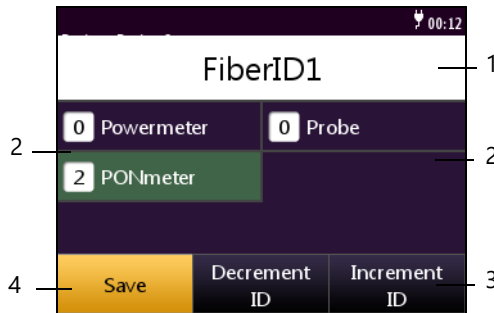 00:12
FiberID1
1
0 Powermeter 0 Probe
2 2
2 PONmeter
4 Save Decrement ID Increment ID 3